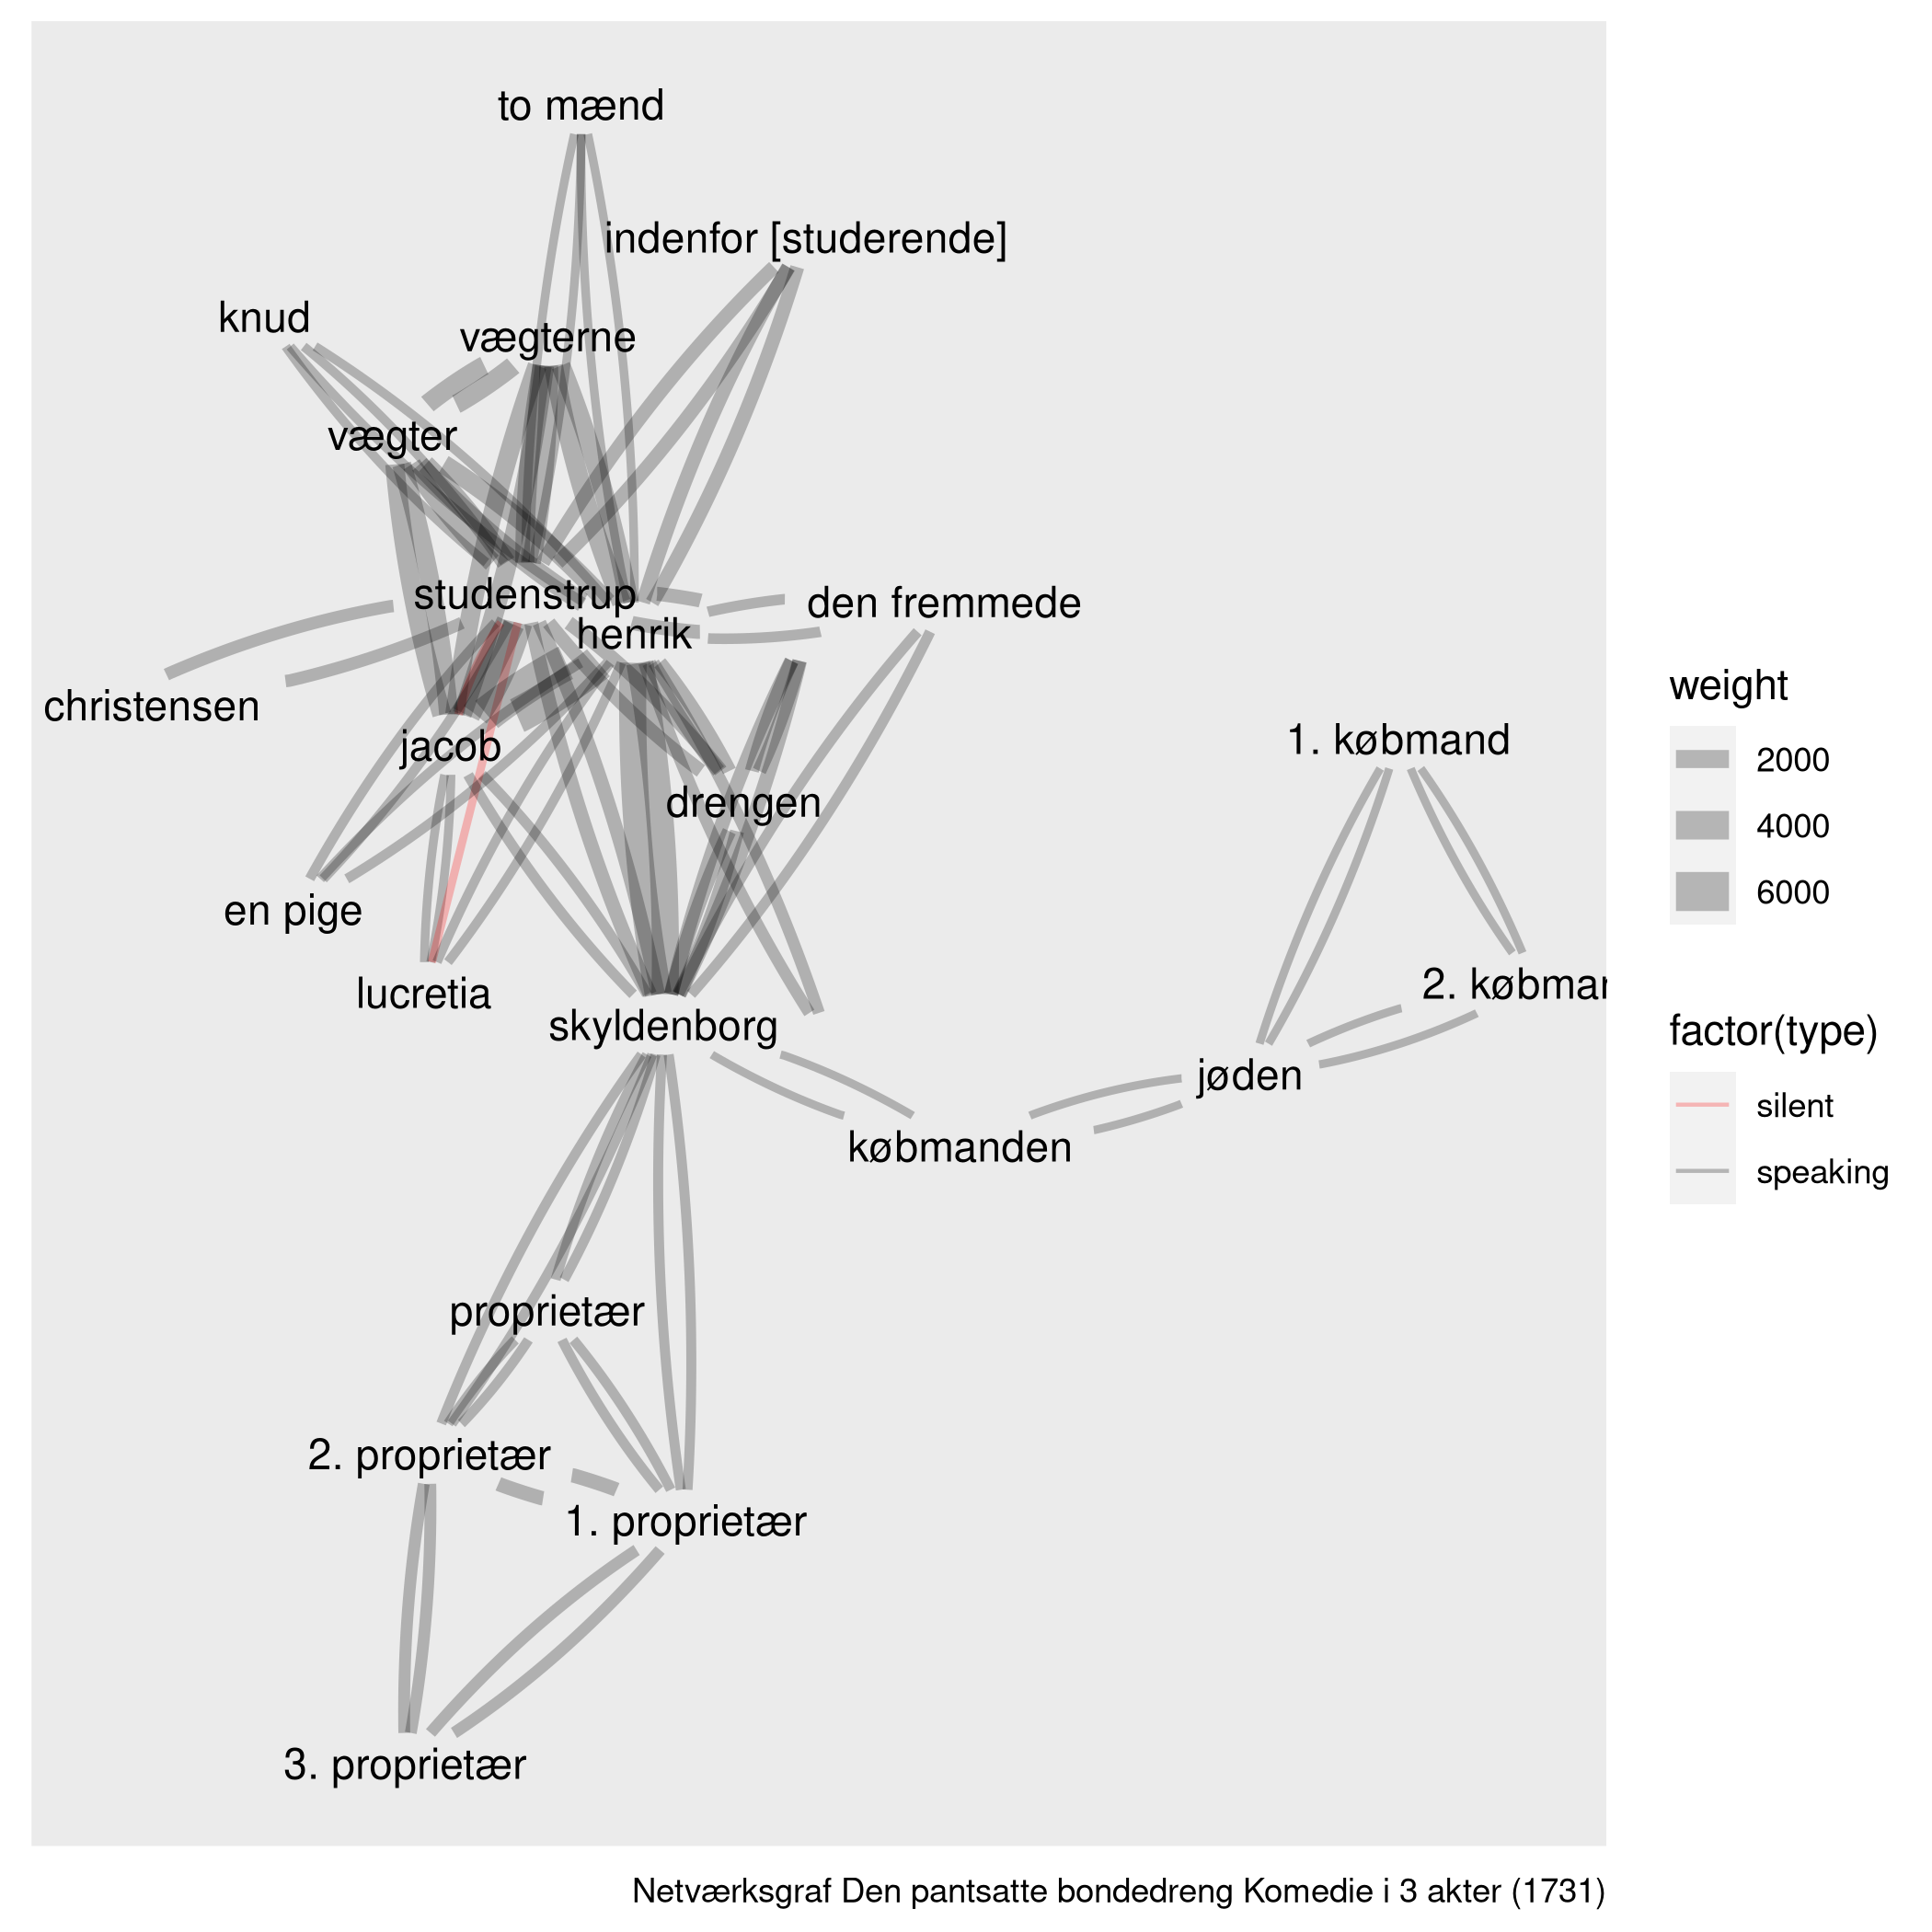 to mænd
indenfor [studerende]
knud
vægterne
vægter
studenstrup
den fremmede
henrik
christensen
jacob
1. købmand
drengen
en pige
lucretia
2. købmar
skyldenborg
jøden
købmanden
proprietær
2. proprietær
1. proprietær
3. proprietær
weight
2000
4000
6000
factor(type)
silent
speaking
Netværksgraf Den pantsatte bondedreng Komedie i 3 akter (1731)